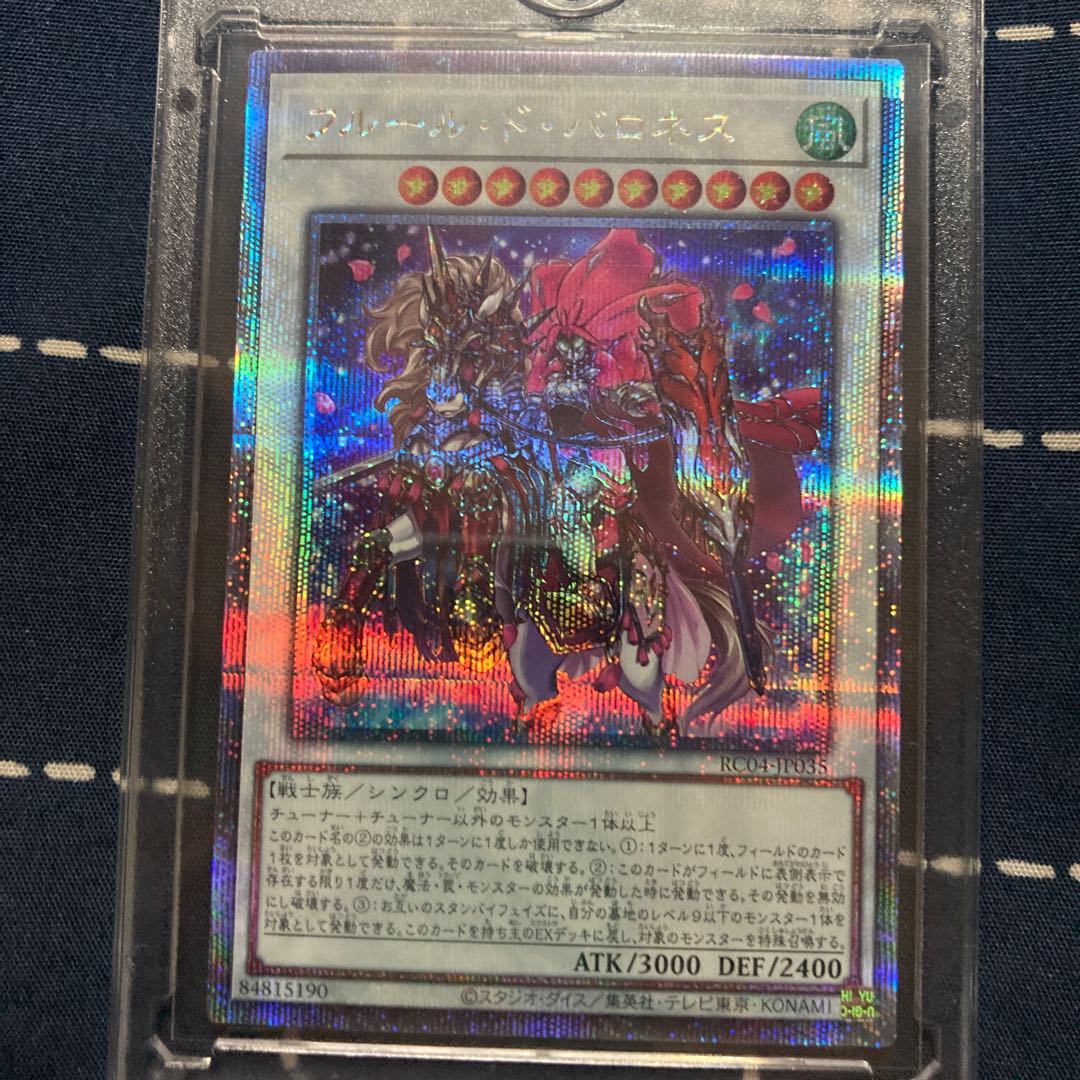 フルール・ド・バロネス
風
RC04-JP035
【戦士族/シンクロ/効果】
チューナー+チューナー以外のモンスター1体以上
このカード名の②の効果は1ターンに1度しか使用できない。①:1ターンに1度、フィールドのカード
1枚を対象として発動できる。そのカードを破壊する。②:このカードがフィールドに表側表示で
存在する限り1度だけ、魔法・罠・モンスターの効果が発動した時に発動できる。その発動を無効
にし破壊する。③:お互いのスタンバイフェイズに、自分の墓地のレベル9以下のモンスター1体を
対象として発動できる。このカードを持ち主のEXデッキに戻し、対象のモンスターを特殊召喚する。
ATK/3000 DEF/2400
84815190
©スタジオ・ダイス/集英社・テレビ東京・KONAMI